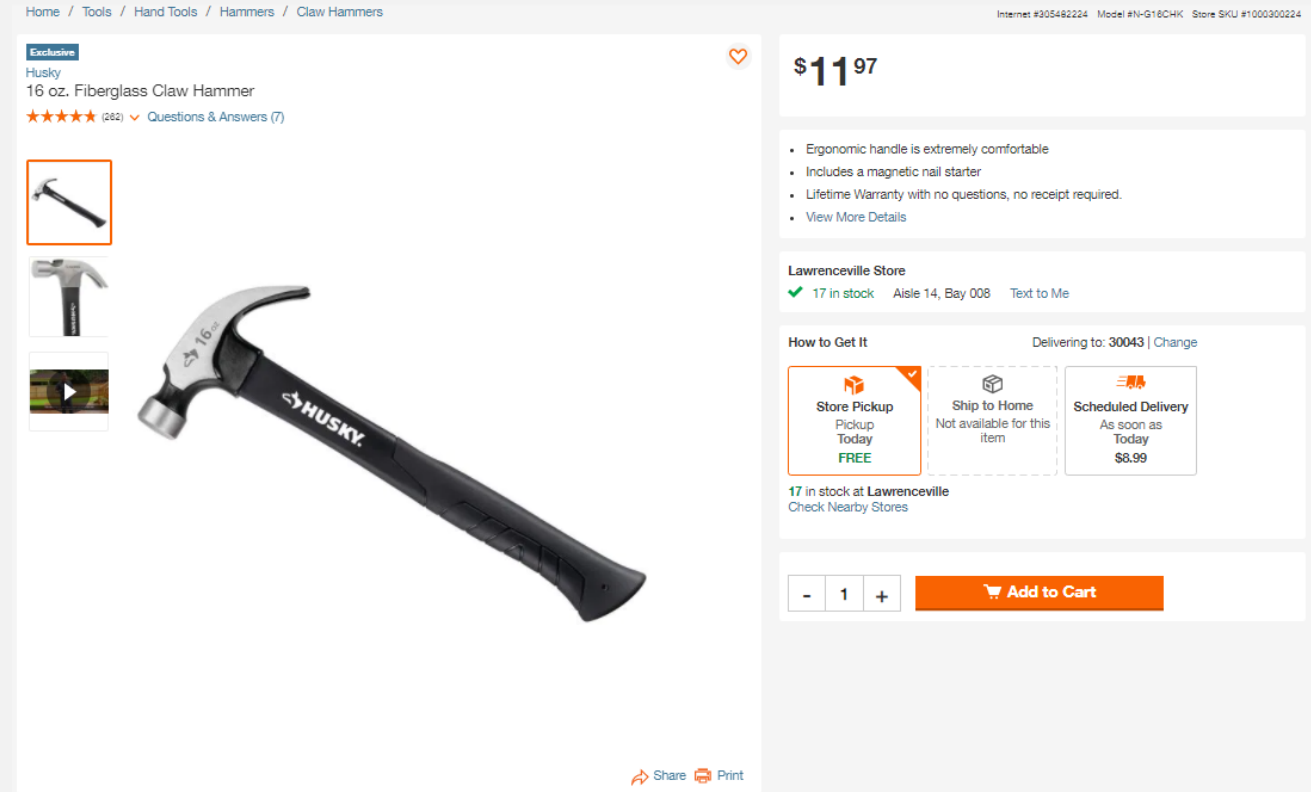 Home / Tools / Hand Tools / Hammers / Claw Hammers
Internet #305482224 Model #N-G16CHK Store SKU #1000300224
Exclusive
Husky
16 oz. Fiberglass Claw Hammer
(262) Questions & Answers (7)
16 oz
HUSKY.
Share Print
$11 97
• Ergonomic handle is extremely comfortable
• Includes a magnetic nail starter
• Lifetime Warranty with no questions, no receipt required.
• View More Details
Lawrenceville Store
17 in stock Aisle 14, Bay 008 Text to Me
How to Get It Delivering to: 30043 | Change
Store Pickup
Pickup
Today
FREE
Ship to Home
Not available for this
item
Scheduled Delivery
As soon as
Today
$8.99
17 in stock at Lawrenceville
Check Nearby Stores
- 1 +
Add to Cart